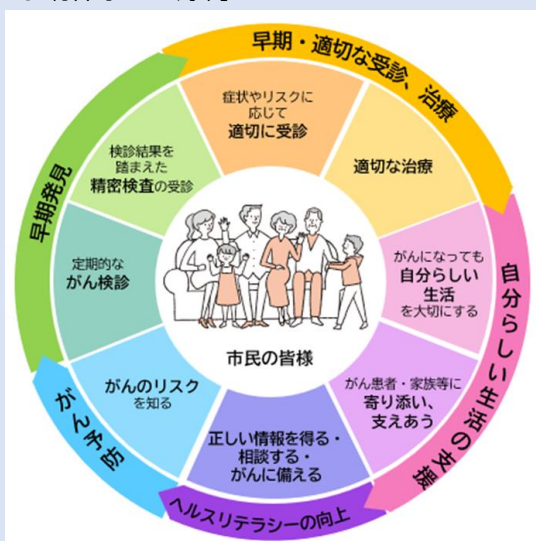 早期・適切な受診、治療
症状やリスクに
応じて
適切に受診
適切な治療
がんになっても
自分らしい
生活
を大切にする
自分らしい生活の支援
がん患者・家族等に
寄り添い、
支えあう
正しい情報を得る・
相談する・
がんに備える
ヘルスリテラシーの向上
がんのリスク
を知る
がん予防
定期的な
がん検診
検診結果を
踏まえた
精密検査の受診
早期発見
市民の皆様